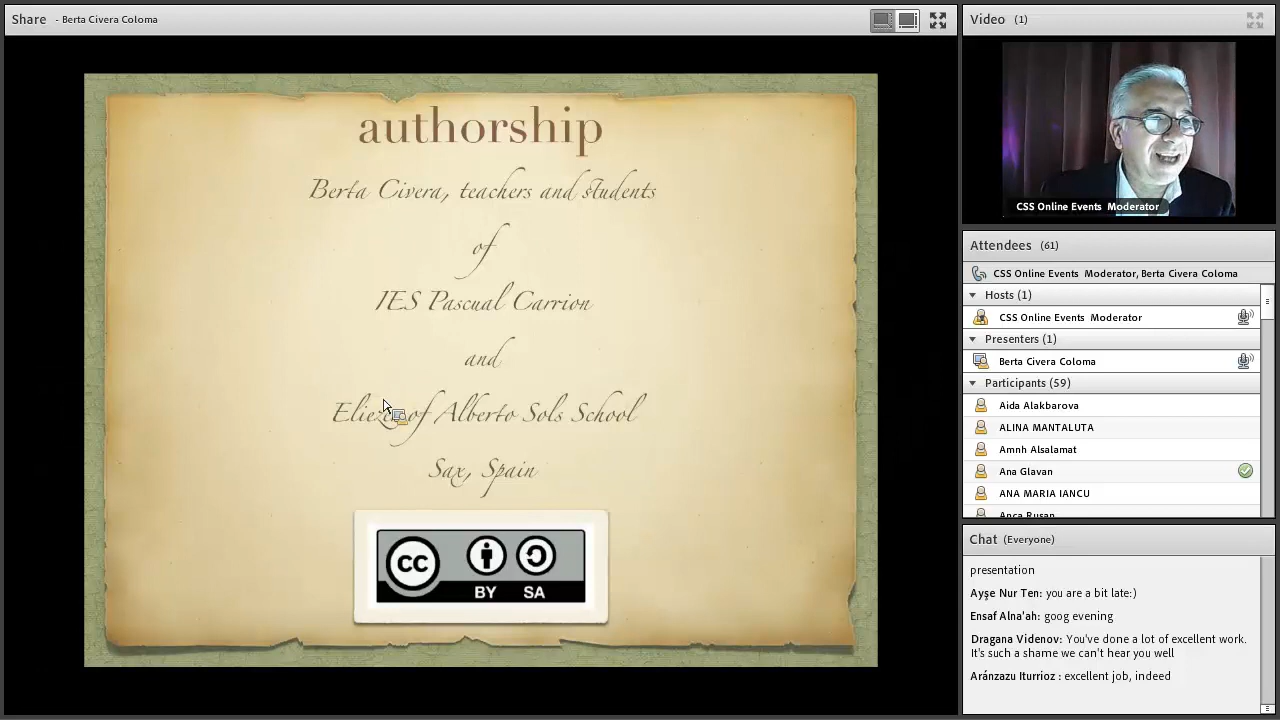 Share - Berta Civera Coloma
authorship
Berta Civera, teachers and students
of
IES Pascual Carrion
and
Eliezer of Alberto Sols School
Sax, Spain
cc
BY SA
Video (1)
CSS Online Events Moderator
Attendees (61)
CSS Online Events Moderator, Berta Civera Coloma
Hosts (1)
CSS Online Events Moderator
Presenters (1)
Berta Civera Coloma
Participants (59)
Aida Alakbarova
ALINA MANTALUTA
Amnh Alsalamat
Ana Glavan
ANA MARIA IANCU
Anca Rusan
Chat (Everyone)
presentation
Ayşe Nur Ten: you are a bit late:)
Ensaf Alna'ah: goog evening
Dragana Videnov: You've done a lot of excellent work.
It's such a shame we can't hear you well
Aránzazu Iturrioz : excellent job, indeed